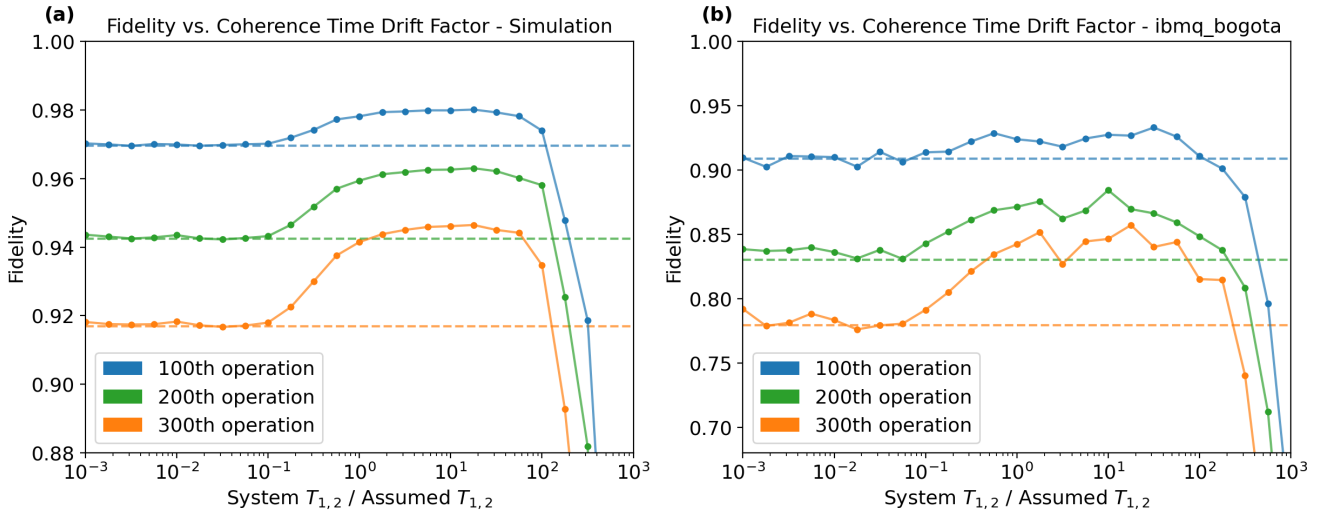 (a)
Fidelity vs. Coherence Time Drift Factor - Simulation
1.00
0.98
0.96
0.94
0.92
0.90
0.88
Fidelity
100th operation
200th operation
300th operation
10⁻³ 10⁻² 10⁻¹ 10⁰ 10¹ 10² 10³
System T₁,₂ / Assumed T₁,₂
(b)
Fidelity vs. Coherence Time Drift Factor - ibmq_bogota
1.00
0.95
0.90
0.85
0.80
0.75
0.70
Fidelity
100th operation
200th operation
300th operation
10⁻³ 10⁻² 10⁻¹ 10⁰ 10¹ 10² 10³
System T₁,₂ / Assumed T₁,₂